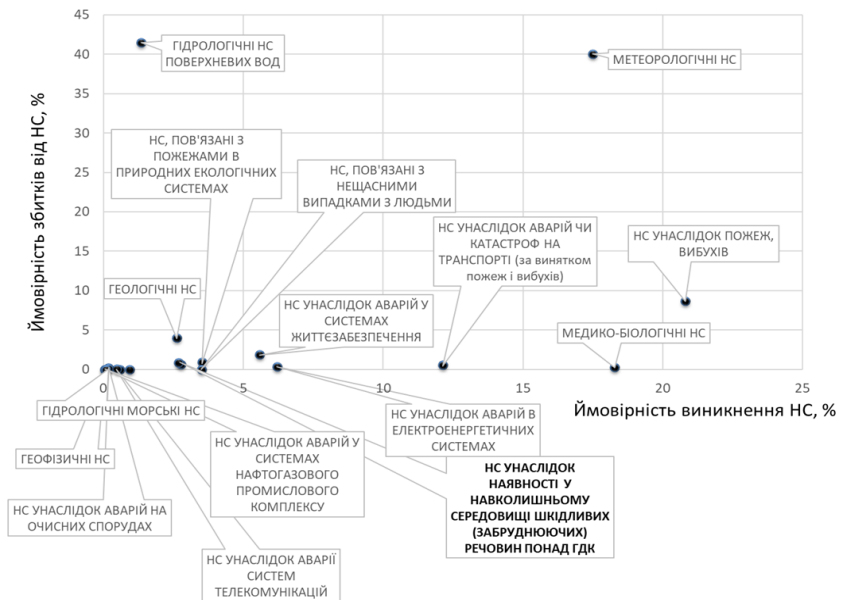 45
40
35
30
25
20
15
10
5
0
Ймовірність збитків від НС, %
ГІДРОЛОГІЧНІ НС
ПОВЕРХНЕВИХ ВОД
МЕТЕОРОЛОГІЧНІ НС
НС, ПОВ'ЯЗАНІ З
ПОЖЕЖАМИ В
ПРИРОДНИХ ЕКОЛОГІЧНИХ
СИСТЕМАХ
НС, ПОВ'ЯЗАНІ З
НЕЩАСНИМИ
ВИПАДКАМИ З ЛЮДЬМИ
НС УНАСЛІДОК АВАРІЙ ЧИ
КАТАСТРОФ НА
ТРАНСПОРТІ (за винятком
пожеж і вибухів)
НС УНАСЛІДОК ПОЖЕЖ,
ВИБУХІВ
ГЕОЛОГІЧНІ НС
НС УНАСЛІДОК АВАРІЙ У
СИСТЕМАХ
ЖИТТЄЗАБЕЗПЕЧЕННЯ
МЕДИКО-БІОЛОГІЧНІ НС
0 5 10 15 20 25
Ймовірність виникнення НС, %
ГІДРОЛОГІЧНІ МОРСЬКІ НС
НС УНАСЛІДОК АВАРІЙ В
ЕЛЕКТРОЕНЕРГЕТИЧНИХ
СИСТЕМАХ
ГЕОФІЗИЧНІ НС
НС УНАСЛІДОК АВАРІЙ У
СИСТЕМАХ
НАФТОГАЗОВОГО
ПРОМИСЛОВОГО
КОМПЛЕКСУ
НС УНАСЛІДОК
НАЯВНОСТІ У
НАВКОЛИШНЬОМУ
СЕРЕДОВИЩІ ШКІДЛИВИХ
(ЗАБРУДНЮЮЧИХ)
РЕЧОВИН ПОНАД ГДК
НС УНАСЛІДОК АВАРІЙ НА
ОЧИСНИХ СПОРУДАХ
НС УНАСЛІДОК АВАРІЇ
СИСТЕМ
ТЕЛЕКОМУНІКАЦІЙ